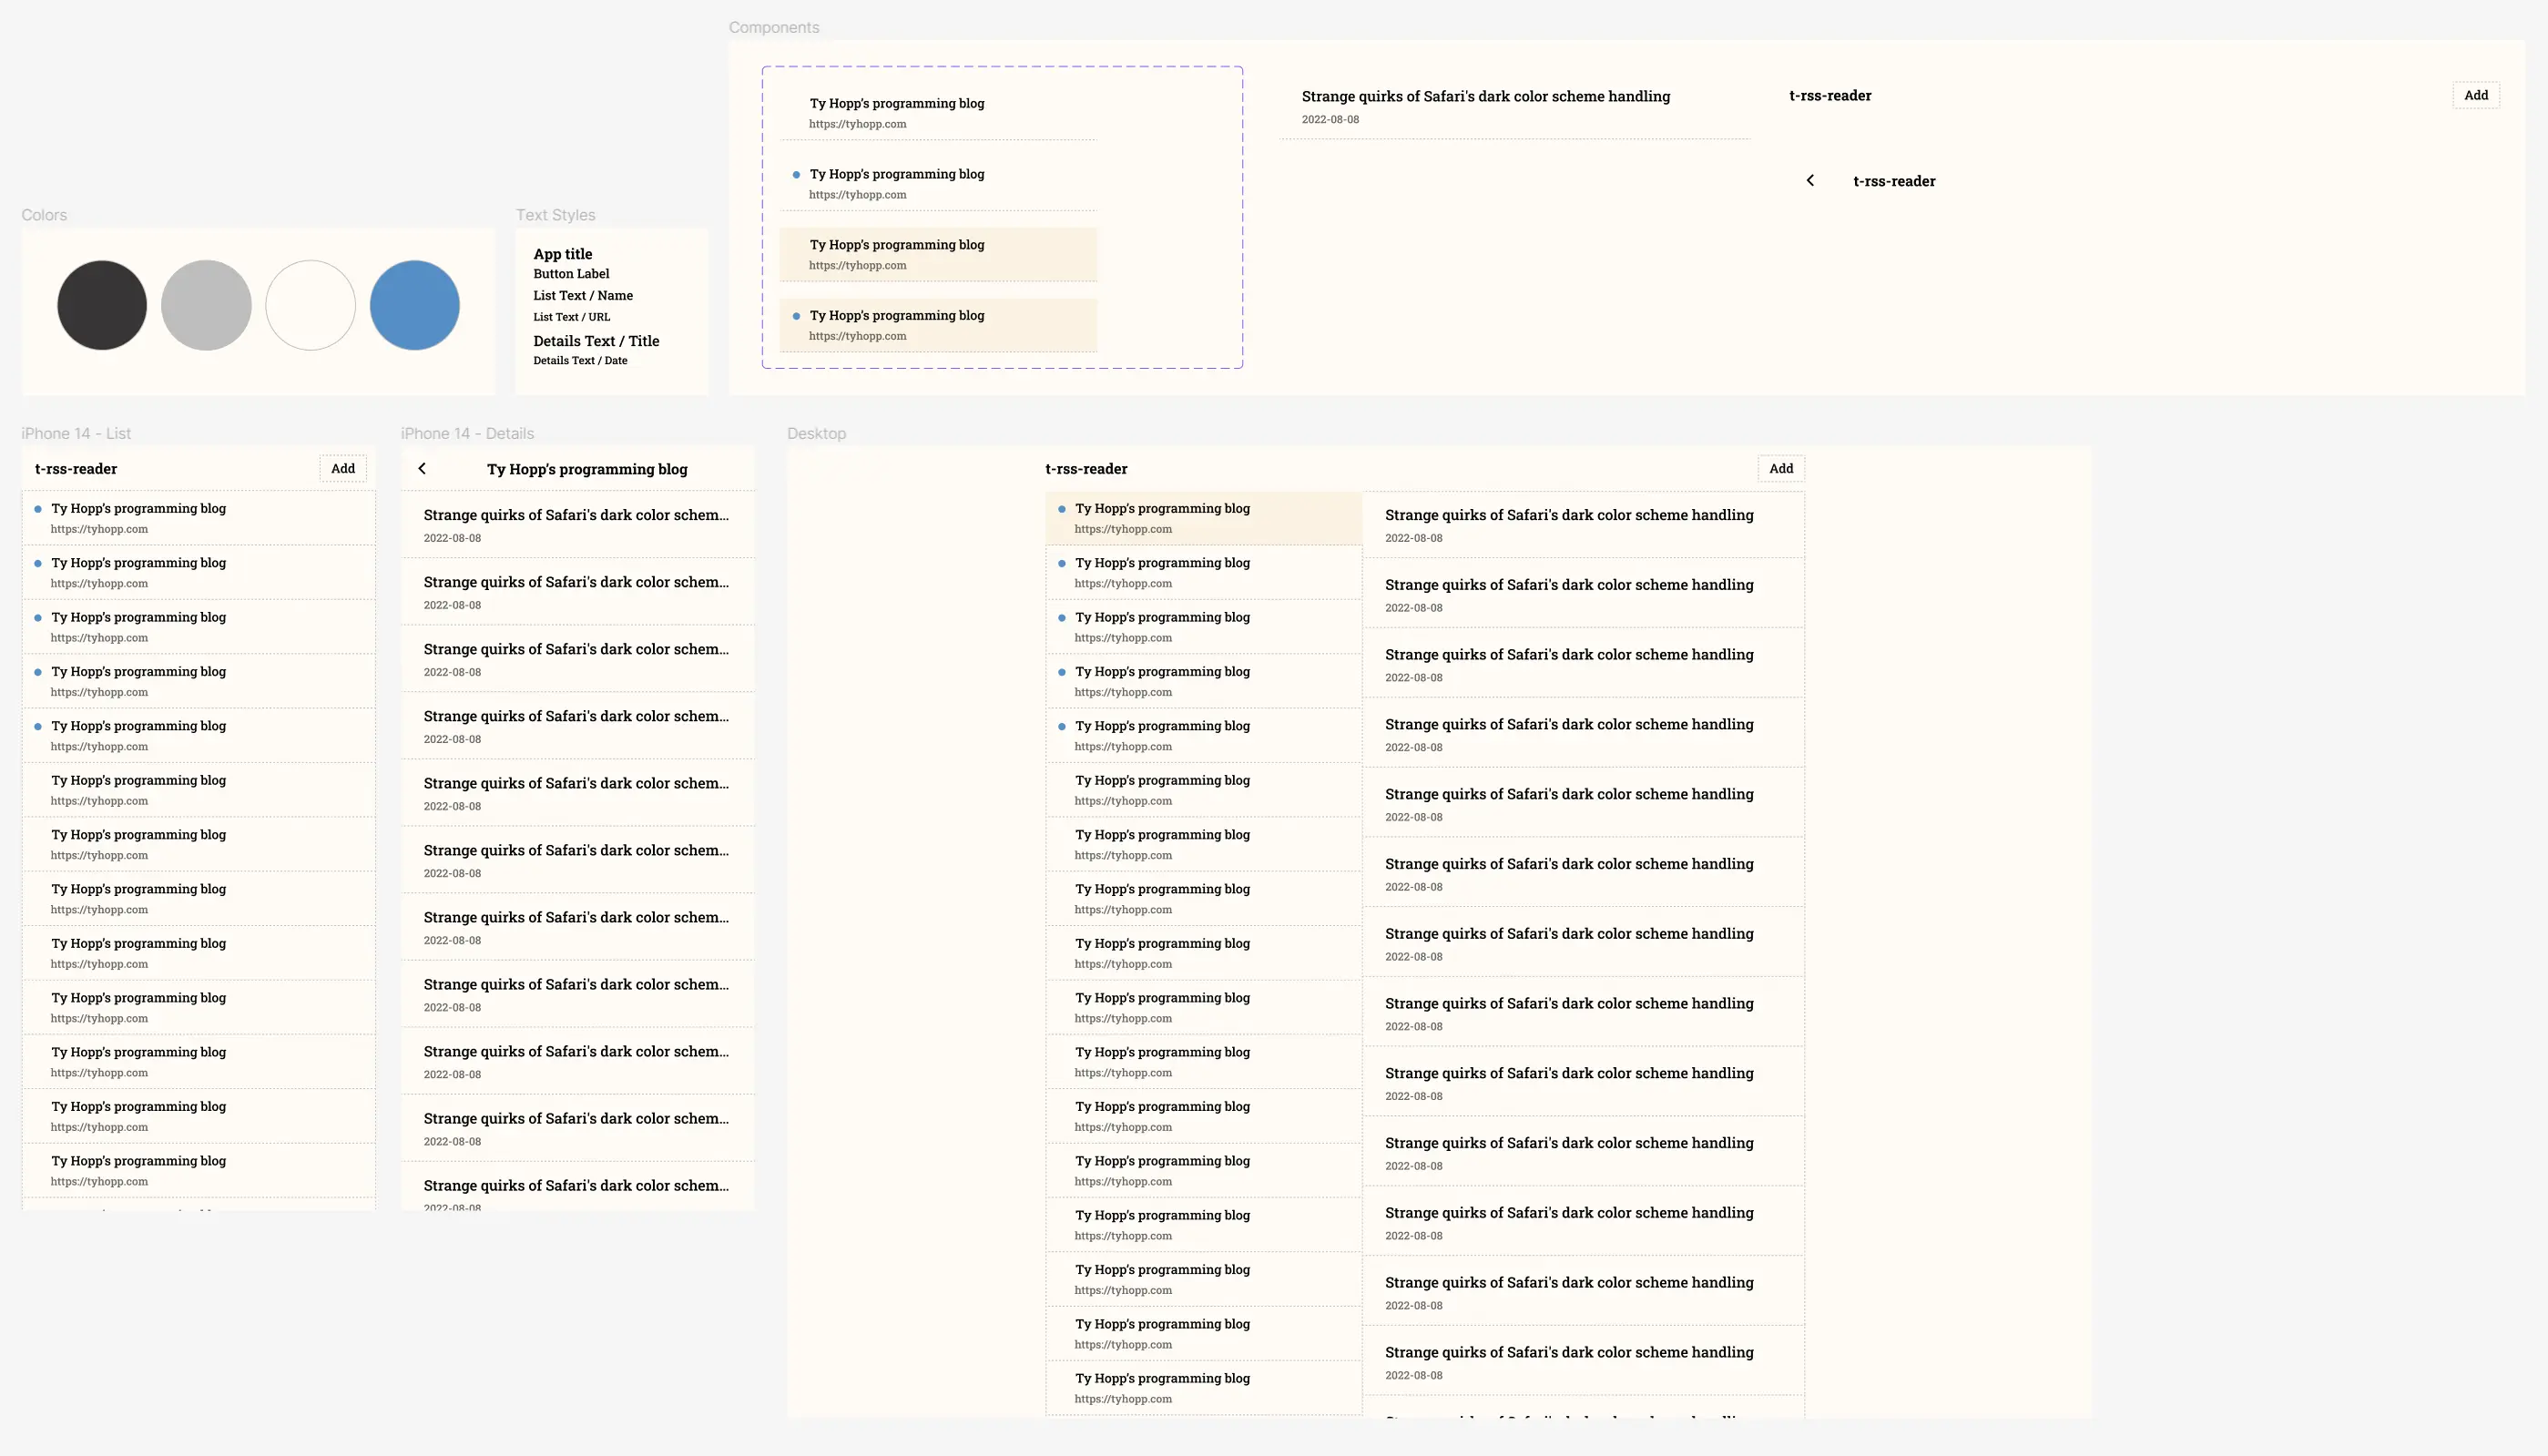 Components
Ty Hopp's programming blog
https://tyhopp.com
Ty Hopp's programming blog
https://tyhopp.com
Ty Hopp's programming blog
https://tyhopp.com
Ty Hopp's programming blog
https://tyhopp.com
Strange quirks of Safari's dark color scheme handling
2022-08-08
t-rss-reader
Add
t-rss-reader
Colors
Text Styles
App title
Button Label
List Text / Name
List Text / URL
Details Text / Title
Details Text / Date
iPhone 14 - List
t-rss-reader
Add
Ty Hopp's programming blog
https://tyhopp.com
Ty Hopp's programming blog
https://tyhopp.com
Ty Hopp's programming blog
https://tyhopp.com
Ty Hopp's programming blog
https://tyhopp.com
Ty Hopp's programming blog
https://tyhopp.com
Ty Hopp's programming blog
https://tyhopp.com
Ty Hopp's programming blog
https://tyhopp.com
Ty Hopp's programming blog
https://tyhopp.com
Ty Hopp's programming blog
https://tyhopp.com
Ty Hopp's programming blog
https://tyhopp.com
Ty Hopp's programming blog
https://tyhopp.com
Ty Hopp's programming blog
https://tyhopp.com
Ty Hopp's programming blog
https://tyhopp.com
iPhone 14 - Details
Ty Hopp's programming blog
Strange quirks of Safari's dark color schem...
2022-08-08
Strange quirks of Safari's dark color schem...
2022-08-08
Strange quirks of Safari's dark color schem...
2022-08-08
Strange quirks of Safari's dark color schem...
2022-08-08
Strange quirks of Safari's dark color schem...
2022-08-08
Strange quirks of Safari's dark color schem...
2022-08-08
Strange quirks of Safari's dark color schem...
2022-08-08
Strange quirks of Safari's dark color schem...
2022-08-08
Strange quirks of Safari's dark color schem...
2022-08-08
Strange quirks of Safari's dark color schem...
2022-08-08
Strange quirks of Safari's dark color schem...
2022-08-08
Desktop
t-rss-reader
Add
Ty Hopp's programming blog
https://tyhopp.com
Ty Hopp's programming blog
https://tyhopp.com
Ty Hopp's programming blog
https://tyhopp.com
Ty Hopp's programming blog
https://tyhopp.com
Ty Hopp's programming blog
https://tyhopp.com
Ty Hopp's programming blog
https://tyhopp.com
Ty Hopp's programming blog
https://tyhopp.com
Ty Hopp's programming blog
https://tyhopp.com
Ty Hopp's programming blog
https://tyhopp.com
Ty Hopp's programming blog
https://tyhopp.com
Ty Hopp's programming blog
https://tyhopp.com
Ty Hopp's programming blog
https://tyhopp.com
Ty Hopp's programming blog
https://tyhopp.com
Ty Hopp's programming blog
https://tyhopp.com
Ty Hopp's programming blog
https://tyhopp.com
Ty Hopp's programming blog
https://tyhopp.com
Ty Hopp's programming blog
https://tyhopp.com
Strange quirks of Safari's dark color scheme handling
2022-08-08
Strange quirks of Safari's dark color scheme handling
2022-08-08
Strange quirks of Safari's dark color scheme handling
2022-08-08
Strange quirks of Safari's dark color scheme handling
2022-08-08
Strange quirks of Safari's dark color scheme handling
2022-08-08
Strange quirks of Safari's dark color scheme handling
2022-08-08
Strange quirks of Safari's dark color scheme handling
2022-08-08
Strange quirks of Safari's dark color scheme handling
2022-08-08
Strange quirks of Safari's dark color scheme handling
2022-08-08
Strange quirks of Safari's dark color scheme handling
2022-08-08
Strange quirks of Safari's dark color scheme handling
2022-08-08
Strange quirks of Safari's dark color scheme handling
2022-08-08
Strange quirks of Safari's dark color scheme handling
2022-08-08